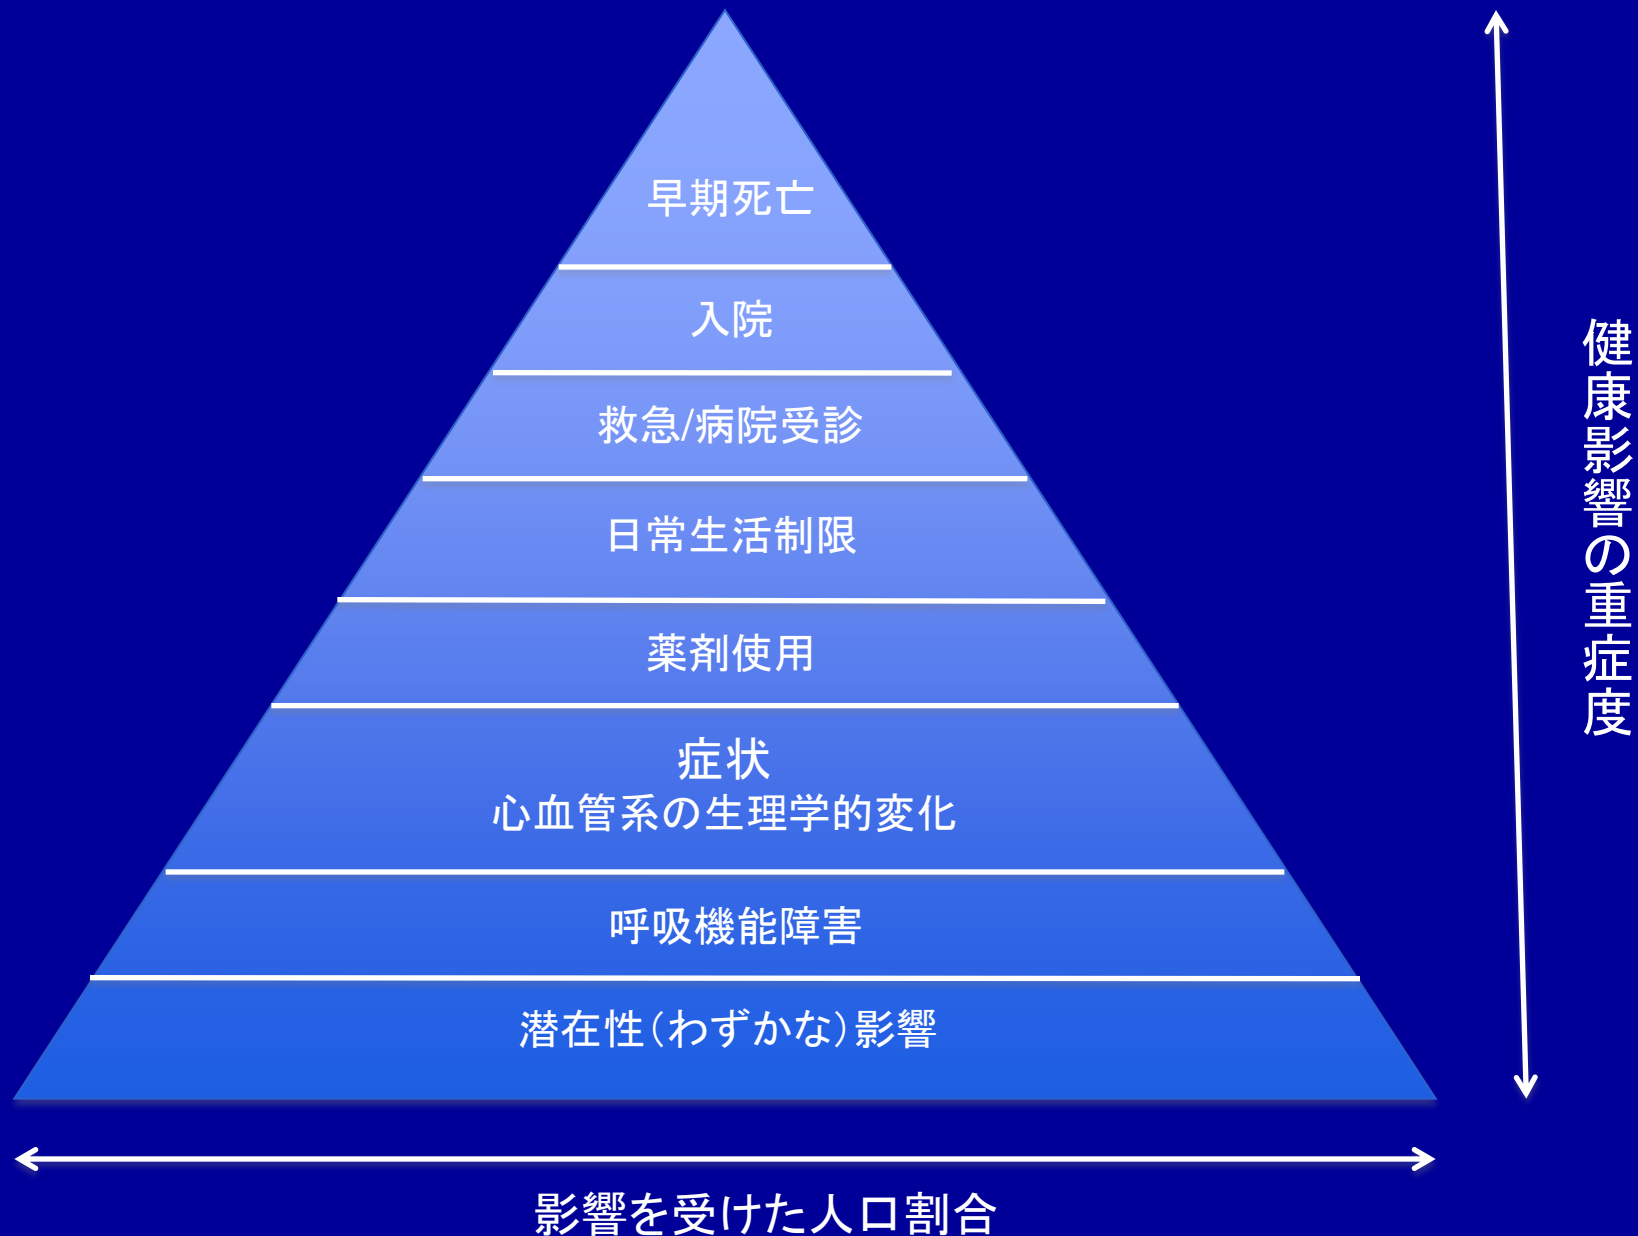 早期死亡
入院
救急/病院受診
日常生活制限
薬剤使用
症状
心血管系の生理学的変化
呼吸機能障害
潜在性（わずかな）影響
影響を受けた人口割合
健康影響の重症度